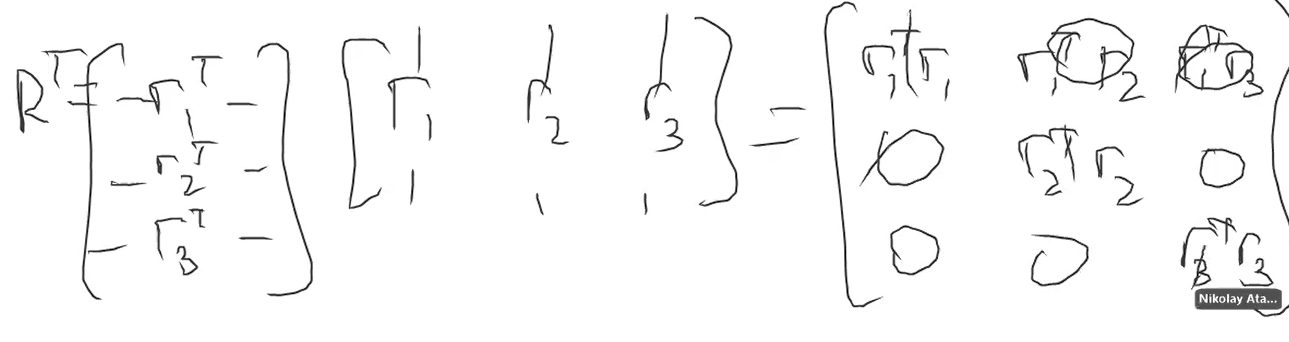 R^T = [ — r_1^T — ] [ | | | ] = [ r_1^T r_1 r_1^T r_2 r_1^T r_3 ]
[ — r_2^T — ] [ r_1 r_2 r_3 ] [ 0 r_2^T r_2 0 ]
[ — r_3^T — ] [ | | | ] [ 0 0 r_3^T r_3 ]
Nikolay Ata...